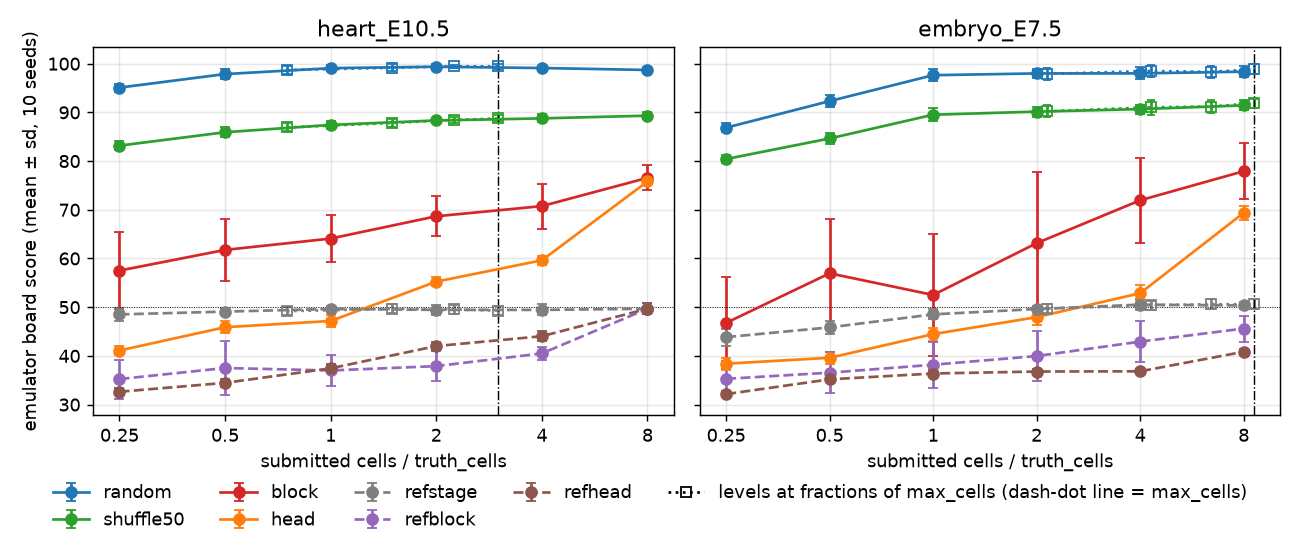 heart_E10.5
embryo_E7.5
emulator board score (mean ± sd, 10 seeds)
100
90
80
70
60
50
40
30
0.25 0.5 1 2 4 8
0.25 0.5 1 2 4 8
submitted cells / truth_cells
submitted cells / truth_cells
random block refstage refhead levels at fractions of max_cells (dash-dot line = max_cells)
shuffle50 head refblock